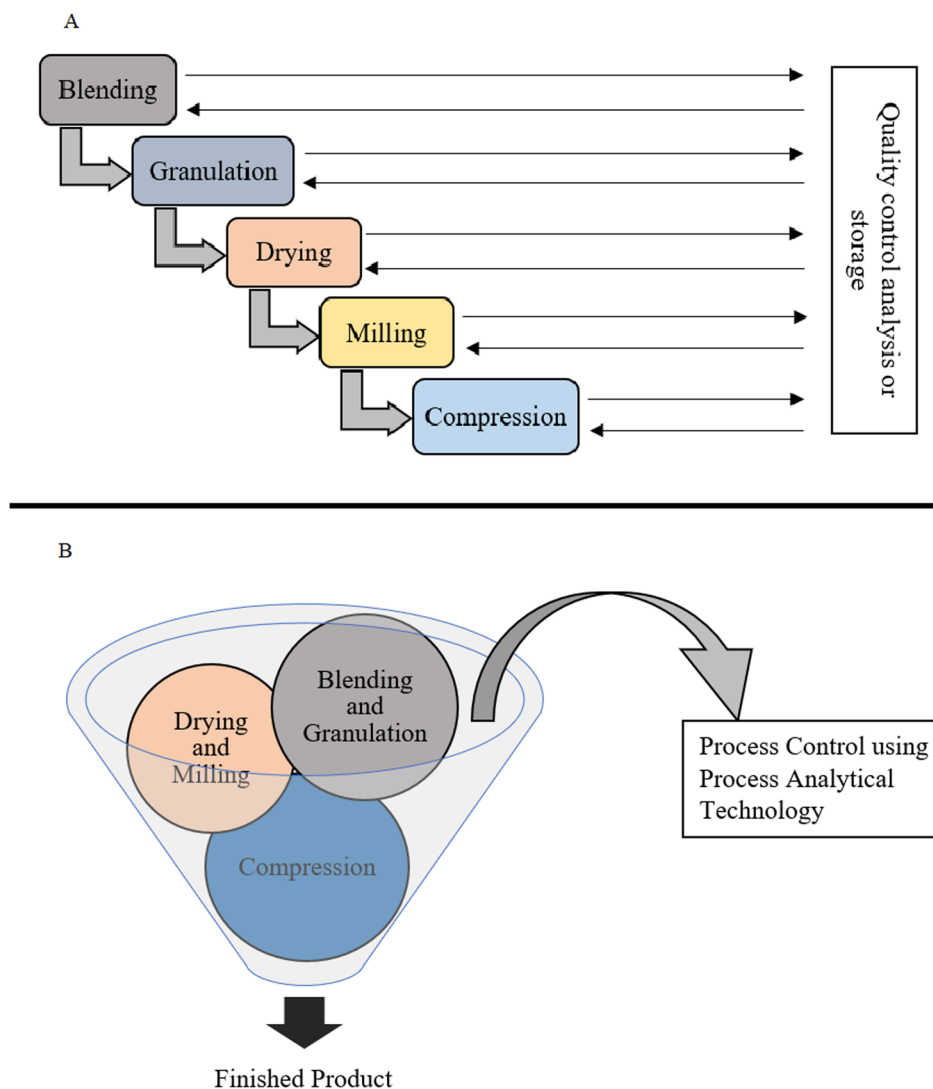 A
Blending
Granulation
Drying
Milling
Compression
Quality control analysis or
storage
B
Blending
and
Granulation
Drying
and
Milling
Compression
Process Control using
Process Analytical
Technology
Finished Product